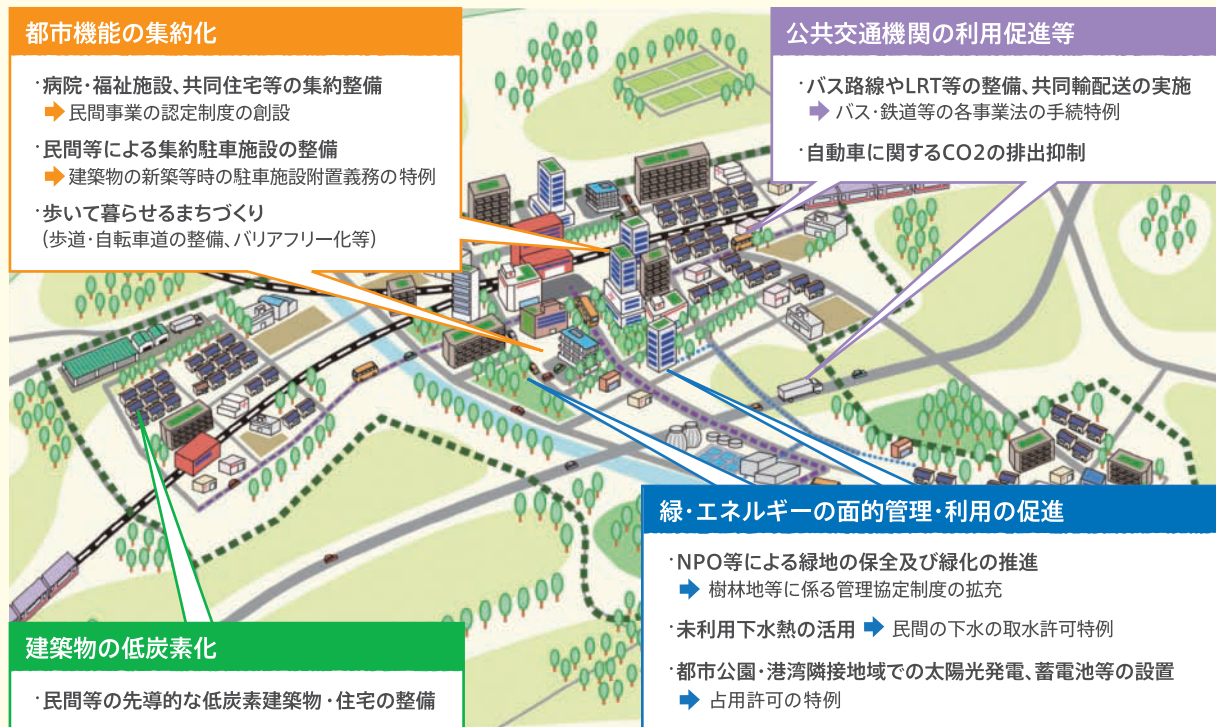 都市機能の集約化
·病院·福祉施設、共同住宅等の集約整備
➡ 民間事業の認定制度の創設
·民間等による集約駐車施設の整備
➡ 建築物の新築等時の駐車施設附置義務の特例
·歩いて暮らせるまちづくり
(歩道·自転車道の整備、バリアフリー化等)
公共交通機関の利用促進等
·バス路線やLRT等の整備、共同輸配送の実施
➡ バス·鉄道等の各事業法の手続特例
·自動車に関するCO2の排出抑制
緑·エネルギーの面的管理·利用の促進
·NPO等による緑地の保全及び緑化の推進
➡ 樹林地等に係る管理協定制度の拡充
·未利用下水熱の活用 ➡ 民間の下水の取水許可特例
·都市公園·港湾隣接地域での太陽光発電、蓄電池等の設置
➡ 占用許可の特例
建築物の低炭素化
·民間等の先導的な低炭素建築物·住宅の整備